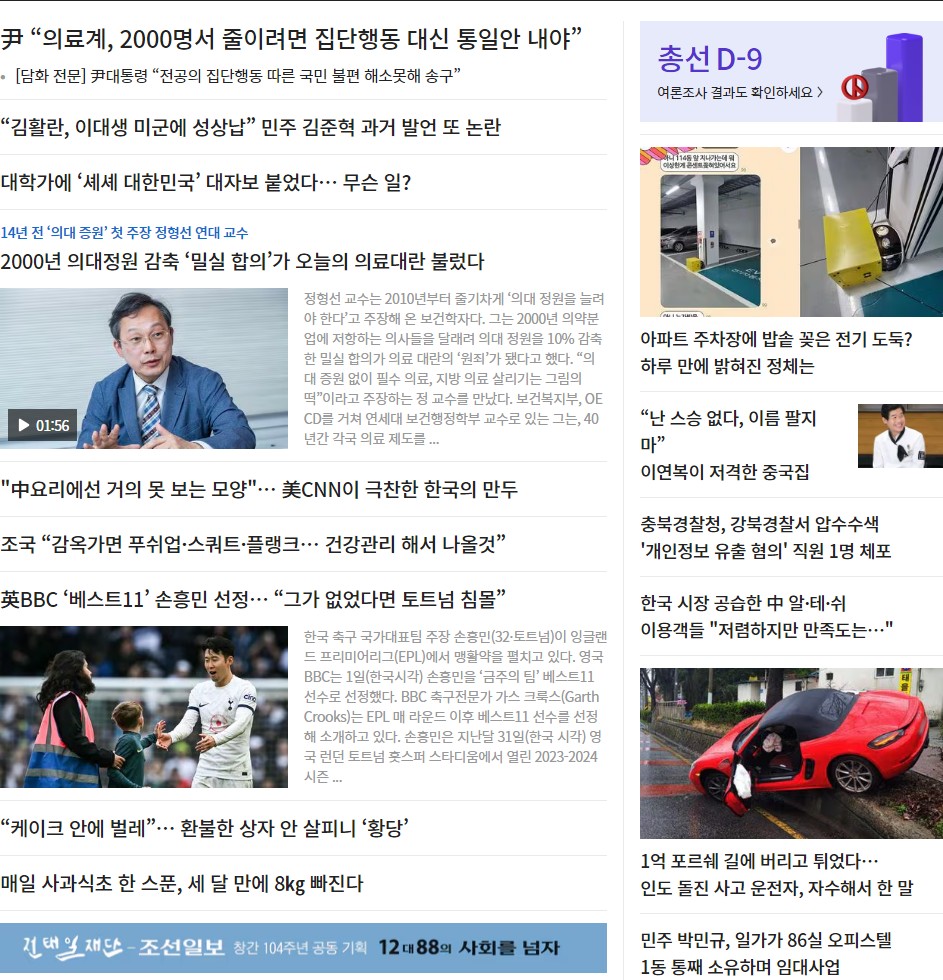 尹 “의료계, 2000명서 줄이려면 집단행동 대신 통일안 내야”
[담화 전문] 尹대통령 “전공의 집단행동 따른 국민 불편 해소못해 송구”
“김활란, 이대생 미군에 성상납” 민주 김준혁 과거 발언 또 논란
대학가에 ‘셰셰 대한민국’ 대자보 붙었다… 무슨 일?
14년 전 ‘의대 증원’ 첫 주장 정형선 연대 교수
2000년 의대정원 감축 ‘밀실 합의’가 오늘의 의료대란 불렀다
01:56
정형선 교수는 2010년부터 줄기차게 ‘의대 정원을 늘려
야 한다’고 주장해 온 보건학자다. 그는 2000년 의약분
업에 저항하는 의사들을 달래려 의대 정원을 10% 감축
한 밀실 합의가 의료 대란의 ‘원죄’가 됐다고 했다. “의
대 증원 없이 필수 의료, 지방 의료 살리기는 그림의
떡”이라고 주장하는 정 교수를 만났다. 보건복지부, OE
CD를 거쳐 연세대 보건행정학부 교수로 있는 그는, 40
년간 각국 의료 제도를 ...
"中요리에선 거의 못 보는 모양"… 美CNN이 극찬한 한국의 만두
조국 “감옥가면 푸쉬업·스쿼트·플랭크… 건강관리 해서 나올것”
英BBC ‘베스트11’ 손흥민 선정… “그가 없었다면 토트넘 침몰”
한국 축구 국가대표팀 주장 손흥민(32·토트넘)이 잉글랜
드 프리미어리그(EPL)에서 맹활약을 펼치고 있다. 영국
BBC는 1일(한국시각) 손흥민을 ‘금주의 팀’ 베스트11
선수로 선정했다. BBC 축구전문가 가스 크룩스(Garth
Crooks)는 EPL 매 라운드 이후 베스트11 선수를 선정
해 소개하고 있다. 손흥민은 지난달 31일(한국 시각) 영
국 런던 토트넘 홋스퍼 스타디움에서 열린 2023-2024
시즌 ...
“케이크 안에 벌레”… 환불한 상자 안 살피니 ‘황당’
매일 사과식초 한 스푼, 세 달 만에 8kg 빠진다
전태일재단 – 조선일보 창간 104주년 공동 기획 12대88의 사회를 넘자
총선 D-9
여론조사 결과도 확인하세요 〉
아니 114동 앞 지나가는데 뭐
이상한게 콘센트꽂혀있어서요
아파트 주차장에 밥솥 꽂은 전기 도둑?
하루 만에 밝혀진 정체는
“난 스승 없다, 이름 팔지
마”
이연복이 저격한 중국집
충북경찰청, 강북경찰서 압수수색
'개인정보 유출 혐의' 직원 1명 체포
한국 시장 공습한 中 알·테·쉬
이용객들 "저렴하지만 만족도는…"
1억 포르쉐 길에 버리고 튀었다…
인도 돌진 사고 운전자, 자수해서 한 말
민주 박민규, 일가가 86실 오피스텔
1동 통째 소유하며 임대사업